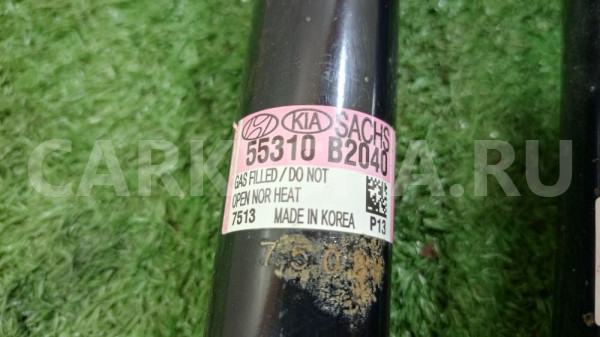 KIA SACHS
55310 B2040
GAS FILLED / DO NOT
OPEN NOR HEAT
7513 MADE IN KOREA P13